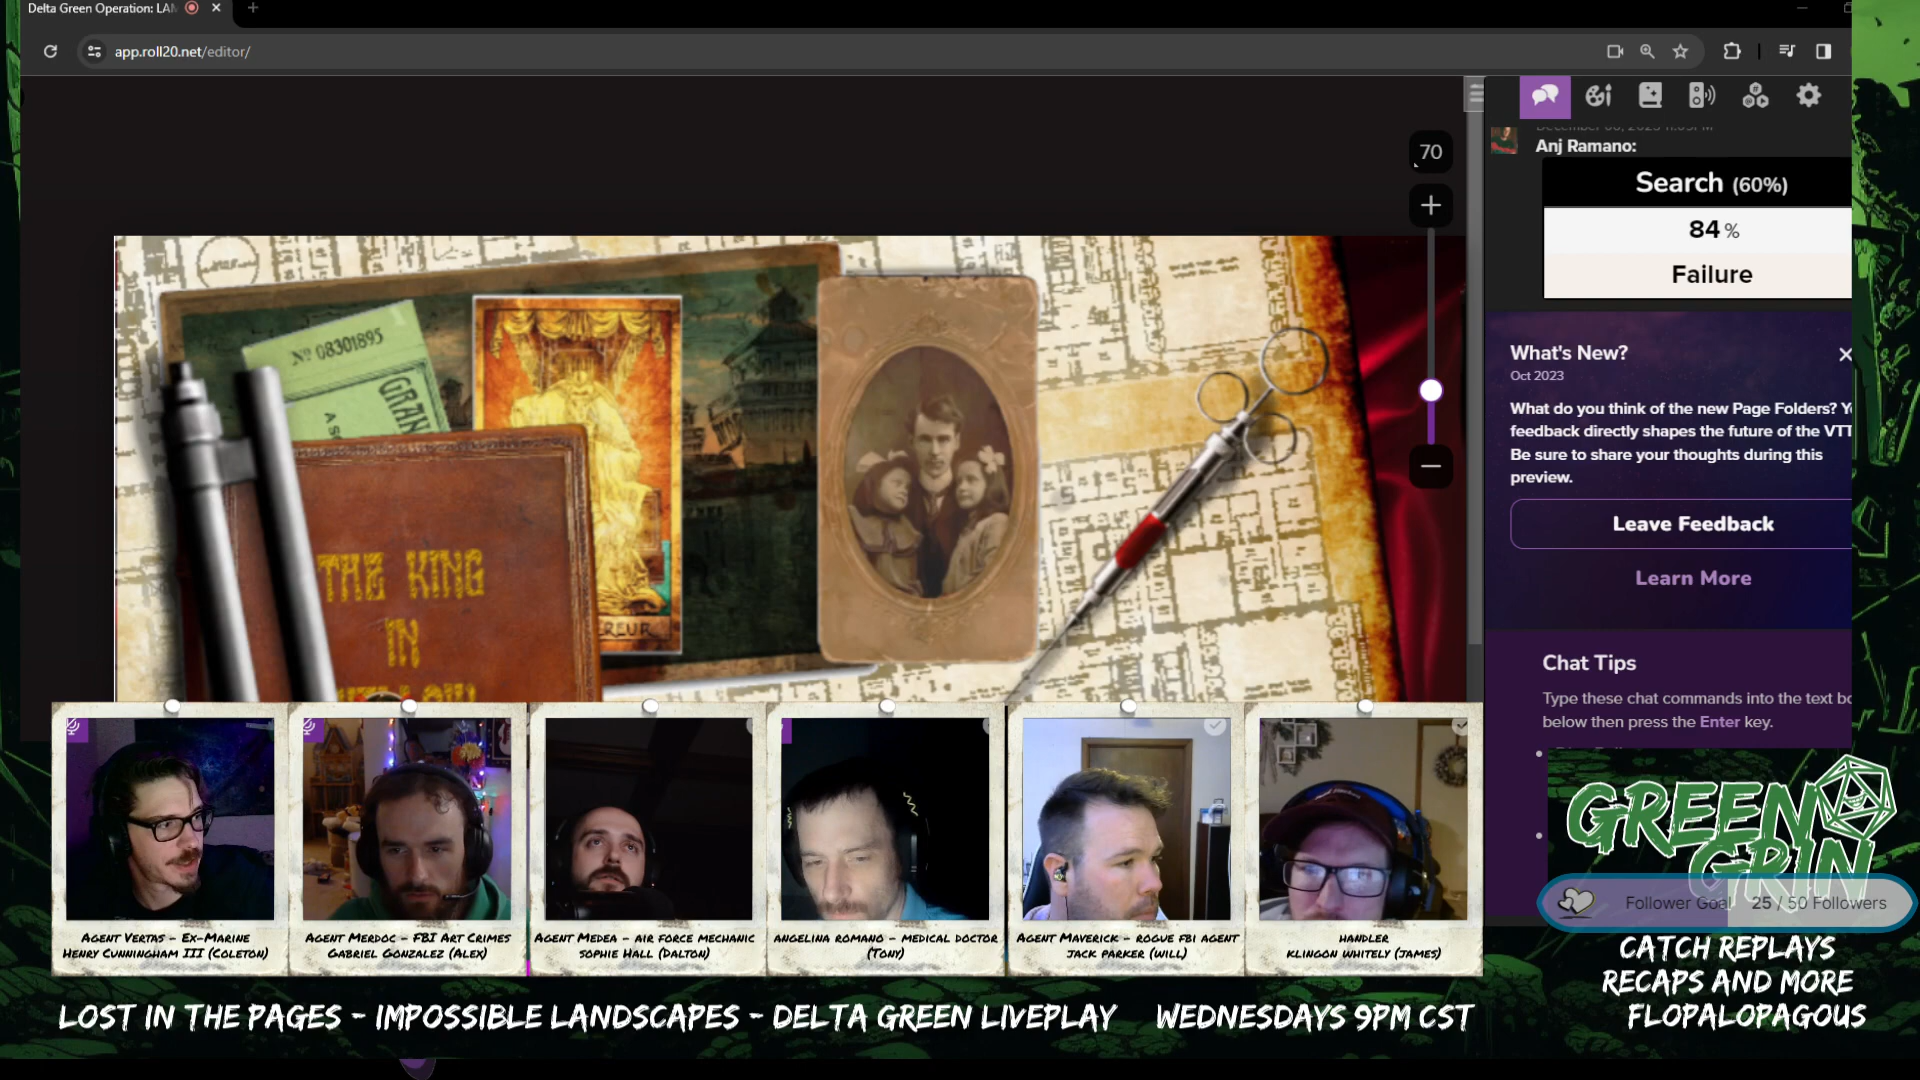 Delta Green Operation: LAN
app.roll20.net/editor/
70
Anj Ramano:
Search (60%)
84 %
Failure
What's New?
Oct 2023
What do you think of the new Page Folders? Y
feedback directly shapes the future of the VTT
Be sure to share your thoughts during this
preview.
Leave Feedback
Learn More
Chat Tips
Type these chat commands into the text bo
below then press the Enter key.
Nº 08301895
GRAN
THE KING
IN
YELLOW
REUR
AGENT VERTAS - EX-MARINE
HENRY CUNNINGHAM III (COLETON)
AGENT MERDOC - FBI ART CRIMES
GABRIEL GONZALEZ (ALEX)
AGENT MEDEA - AIR FORCE MECHANIC
SOPHIE HALL (DALTON)
ANGELINA ROMANO - MEDICAL DOCTOR
(TONY)
AGENT MAVERICK - ROGUE FBI AGENT
JACK PARKER (WILL)
HANDLER
KLINGON WHITELY (JAMES)
GREEN
GRIN
Follower Goal 25 / 50 Followers
CATCH REPLAYS
RECAPS AND MORE
FLOPALOPAGOUS
LOST IN THE PAGES - IMPOSSIBLE LANDSCAPES - DELTA GREEN LIVEPLAY WEDNESDAYS 9PM CST